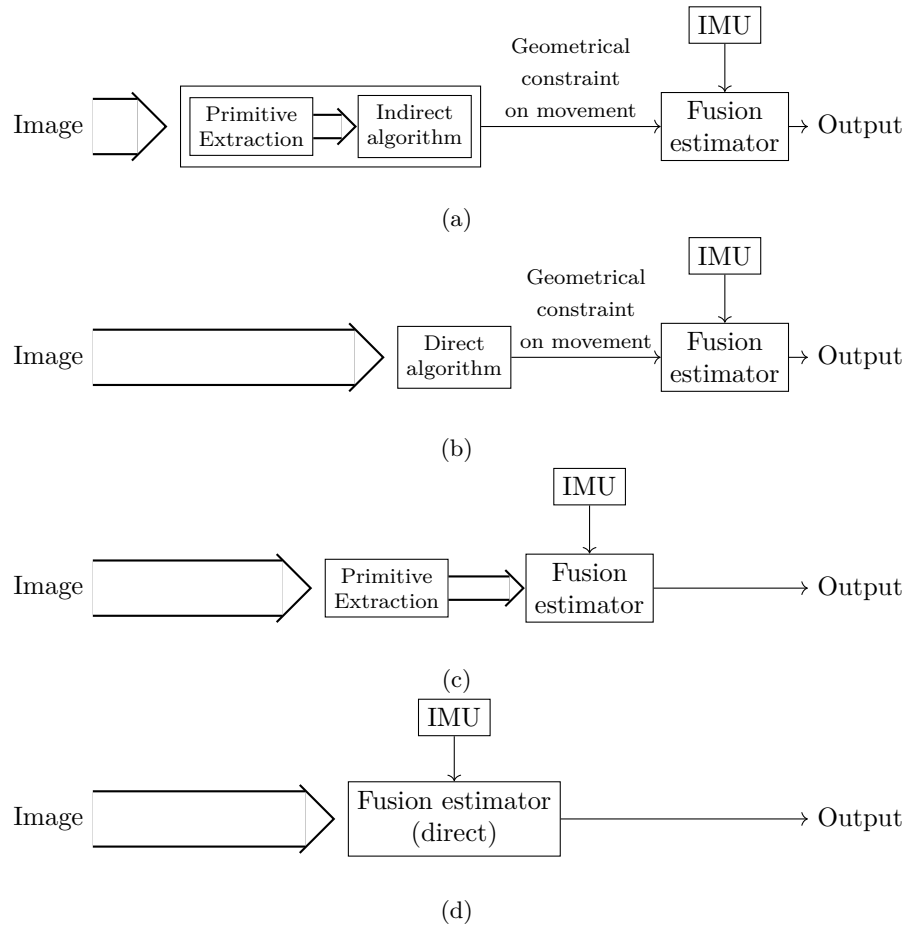 IMU
Geometrical
constraint
on movement
Image
Primitive
Extraction
Indirect
algorithm
Fusion
estimator
Output
(a)
IMU
Geometrical
constraint
on movement
Image
Direct
algorithm
Fusion
estimator
Output
(b)
IMU
Image
Primitive
Extraction
Fusion
estimator
Output
(c)
IMU
Image
Fusion estimator
(direct)
Output
(d)